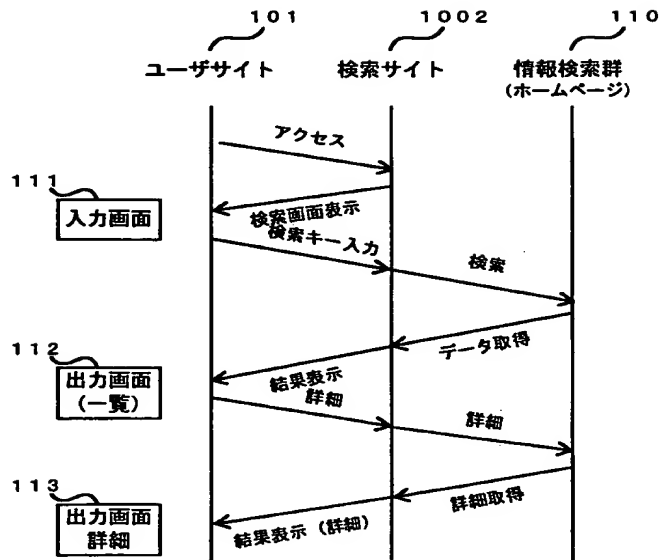 １０１
１００２
１１０
ユーザサイト
検索サイト
情報検索群
(ホームページ)
アクセス
１１１
入力画面
検索画面表示
検索キー入力
検索
データ取得
１１２
出力画面
(一覧)
結果表示
詳細
詳細
詳細取得
１１３
出力画面
詳細
結果表示（詳細）